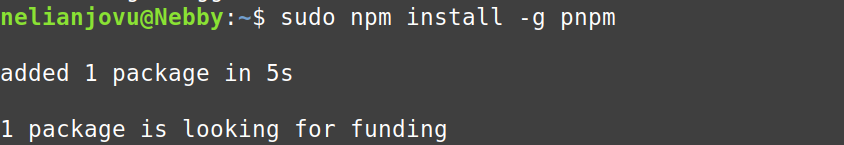 nelianjovu@Nebby:~$ sudo npm install -g pnpm
added 1 package in 5s
1 package is looking for funding